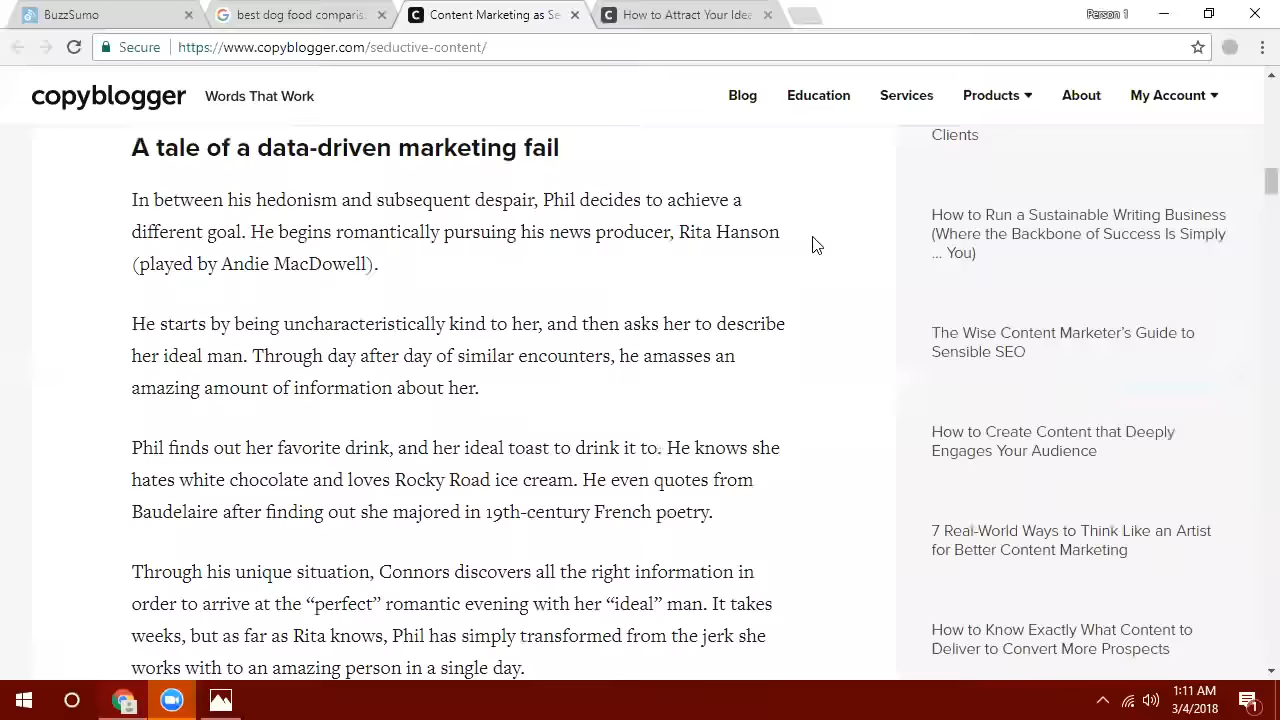 BuzzSumo
best dog food comparis
Content Marketing as Se
How to Attract Your Idea
Person 1
Secure
https://www.copyblogger.com/seductive-content/
copyblogger
Words That Work
Blog
Education
Services
Products
About
My Account
A tale of a data-driven marketing fail
In between his hedonism and subsequent despair, Phil decides to achieve a
different goal. He begins romantically pursuing his news producer, Rita Hanson
(played by Andie MacDowell).
He starts by being uncharacteristically kind to her, and then asks her to describe
her ideal man. Through day after day of similar encounters, he amasses an
amazing amount of information about her.
Phil finds out her favorite drink, and her ideal toast to drink it to. He knows she
hates white chocolate and loves Rocky Road ice cream. He even quotes from
Baudelaire after finding out she majored in 19th-century French poetry.
Through his unique situation, Connors discovers all the right information in
order to arrive at the “perfect” romantic evening with her “ideal” man. It takes
weeks, but as far as Rita knows, Phil has simply transformed from the jerk she
works with to an amazing person in a single day.
Clients
How to Run a Sustainable Writing Business
(Where the Backbone of Success Is Simply
… You)
The Wise Content Marketer’s Guide to
Sensible SEO
How to Create Content that Deeply
Engages Your Audience
7 Real-World Ways to Think Like an Artist
for Better Content Marketing
How to Know Exactly What Content to
Deliver to Convert More Prospects
1:11 AM
3/4/2018
1